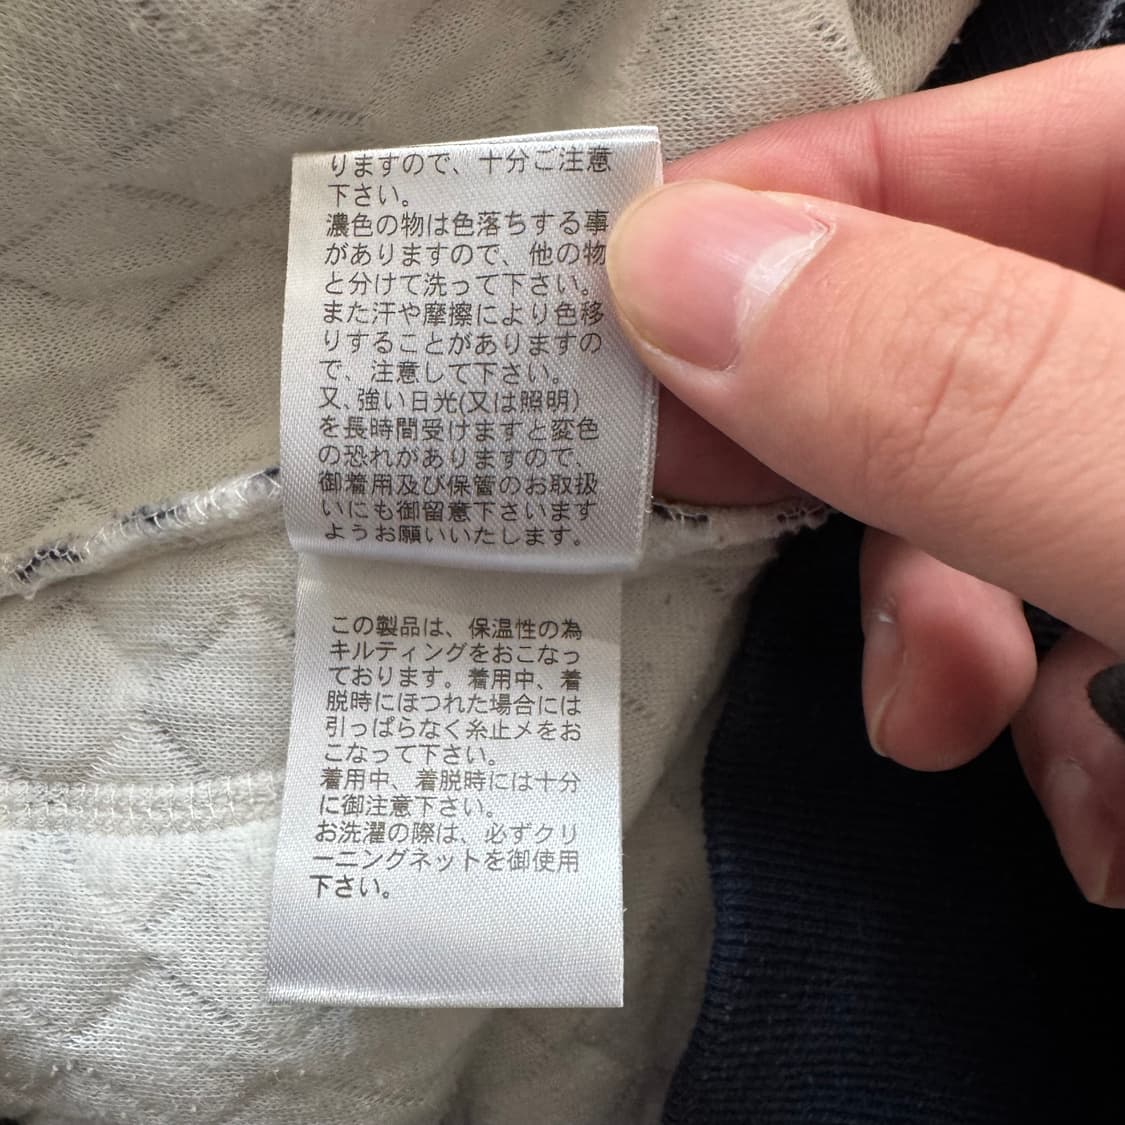 りますので、十分ご注意
下さい。
濃色の物は色落ちする事
がありますので、他の物
と分けて洗って下さい。
また汗や摩擦により色移
りすることがありますの
で、注意して下さい。
又、強い日光(又は照明)
を長時間受けますと変色
の恐れがありますので、
御着用及び保管のお取扱
いにも御留意下さいます
ようお願いいたします。
この製品は、保温性の為
キルティングをおこなっ
ております。着用中、着
脱時にほつれた場合には
引っぱらなく糸止メをお
こなって下さい。
着用中、着脱時には十分
に御注意下さい。
お洗濯の際は、必ずクリ
ーニングネットを御使用
下さい。